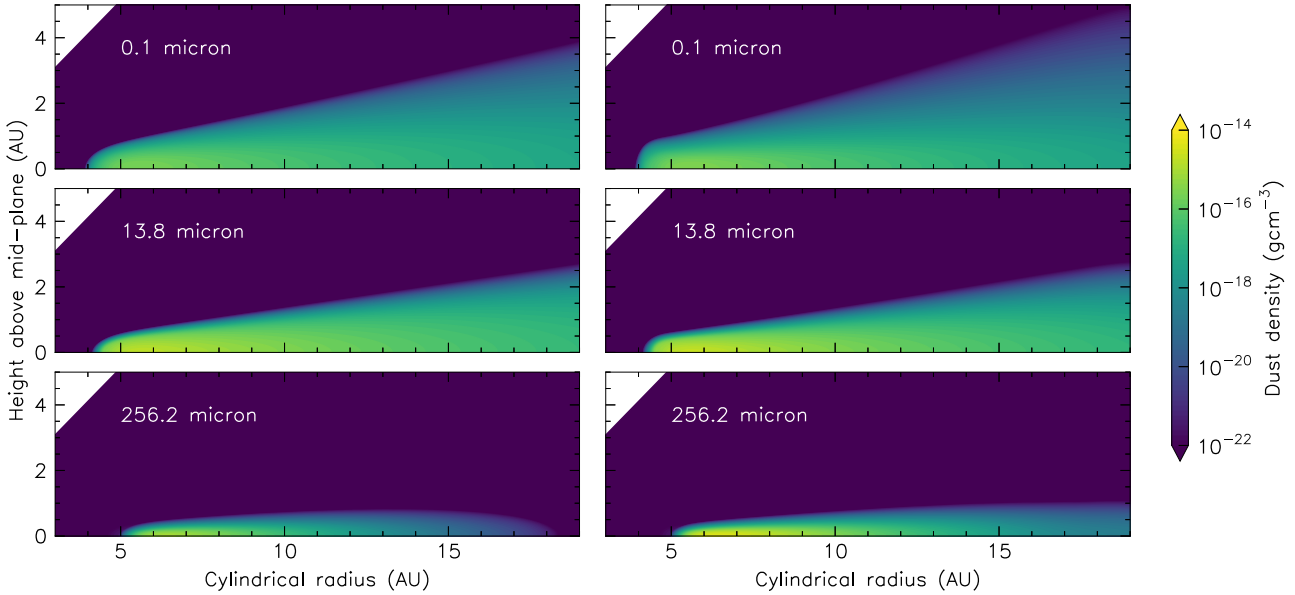 0.1 micron
0.1 micron
13.8 micron
13.8 micron
256.2 micron
256.2 micron
4
2
0
4
2
0
4
2
0
5
10
15
5
10
15
Height above mid-plane (AU)
Cylindrical radius (AU)
Cylindrical radius (AU)
10⁻¹⁴
10⁻¹⁶
10⁻¹⁸
10⁻²⁰
10⁻²²
Dust density (gcm⁻³)